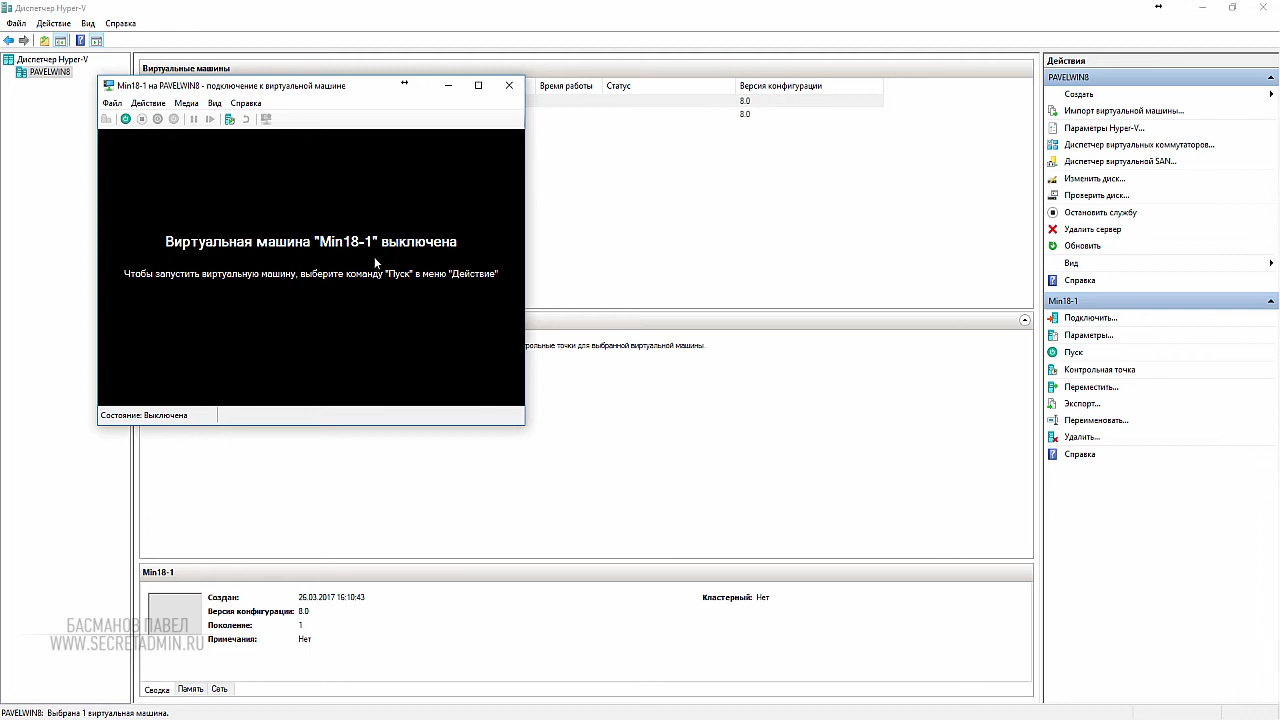 Диспетчер Hyper-V
Файл Действие Вид Справка
Диспетчер Hyper-V
PAVELWIN8
Виртуальные машины
Время работы Статус Версия конфигурации
8.0
8.0
Min18-1 на PAVELWIN8 - подключение к виртуальной машине
Файл Действие Медиа Вид Справка
Виртуальная машина "Min18-1" выключена
Чтобы запустить виртуальную машину, выберите команду "Пуск" в меню "Действие"
Состояние: Выключена
точки для выбранной виртуальной машины.
Min18-1
Создан: 26.03.2017 16:10:43 Кластерный: Нет
Версия конфигурации: 8.0
Поколение: 1
Примечания: Нет
Сводка Память Сеть
БАСМАНОВ ПАВЕЛ
WWW.SECRETADMIN.RU
PAVELWIN8: Выбрана 1 виртуальная машина.
Действия
PAVELWIN8
Создать
Импорт виртуальной машины...
Параметры Hyper-V...
Диспетчер виртуальных коммутаторов...
Диспетчер виртуальной SAN...
Изменить диск...
Проверить диск...
Остановить службу
Удалить сервер
Обновить
Вид
Справка
Min18-1
Подключить...
Параметры...
Пуск
Контрольная точка
Переместить...
Экспорт...
Переименовать...
Удалить...
Справка